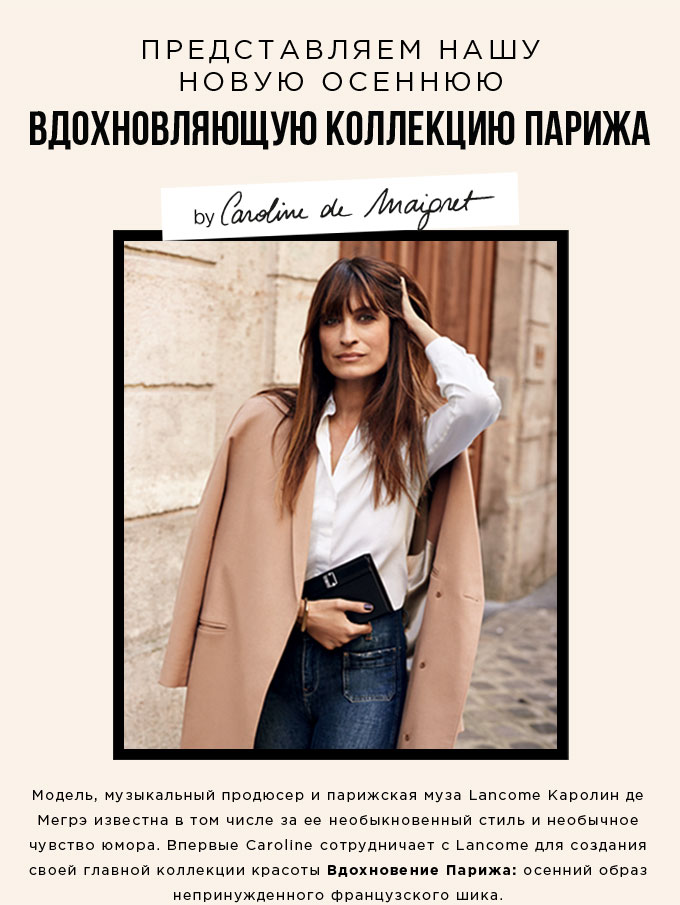 ПРЕДСТАВЛЯЕМ НАШУ
НОВУЮ ОСЕННЮЮ
ВДОХНОВЛЯЮЩУЮ КОЛЛЕКЦИЮ ПАРИЖА
by Caroline de Maigret
Модель, музыкальный продюсер и парижская муза Lancome Каролин де
Мегрэ известна в том числе за ее необыкновенный стиль и необычное
чувство юмора. Впервые Caroline сотрудничает с Lancome для создания
своей главной коллекции красоты Вдохновение Парижа: осенний образ
непринужденного французского шика.